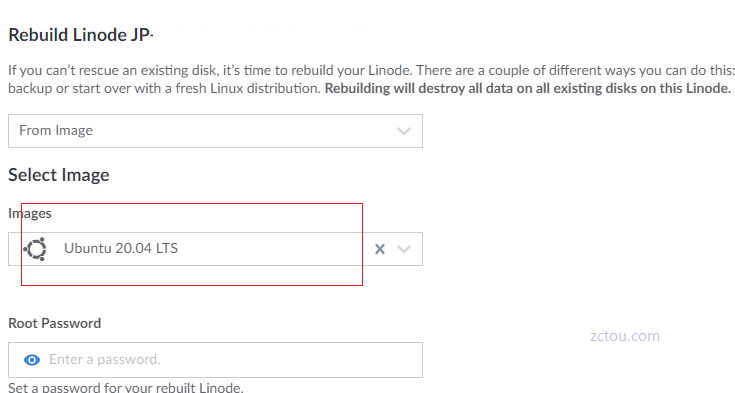 Rebuild Linode JP-
If you can't rescue an existing disk, it's time to rebuild your Linode. There are a couple of different ways you can do this:
backup or start over with a fresh Linux distribution. Rebuilding will destroy all data on all existing disks on this Linode.
From Image
Select Image
Images
Ubuntu 20.04 LTS
Root Password
zctou.com
Enter a password.
Set a password for your rebuilt Linode.